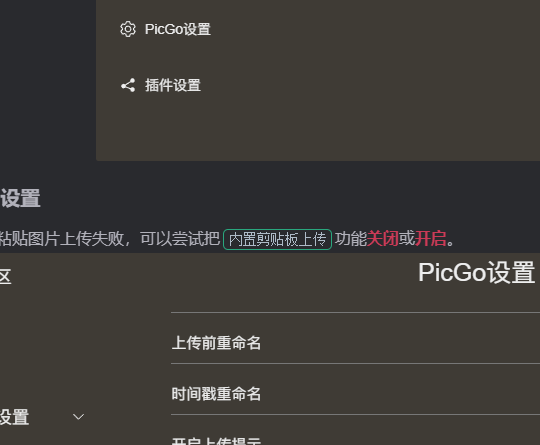 PicGo设置
插件设置
设置
粘贴图片上传失败，可以尝试把 内置剪贴板上传 功能关闭或开启。
区
PicGo设置
上传前重命名
时间戳重命名
设置
开启上传提示